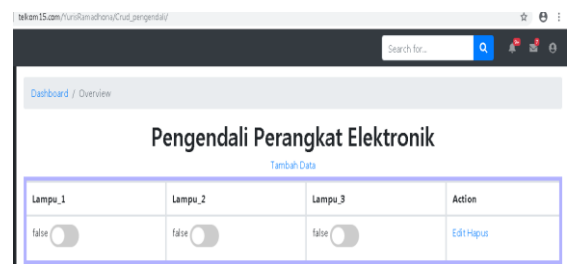 telkom15.com/YunsRamadhona/Crud_pengendali/
Search for...
Dashboard / Overview
Pengendali Perangkat Elektronik
Tambah Data
Lampu_1 Lampu_2 Lampu_3 Action
false false false Edit Hapus